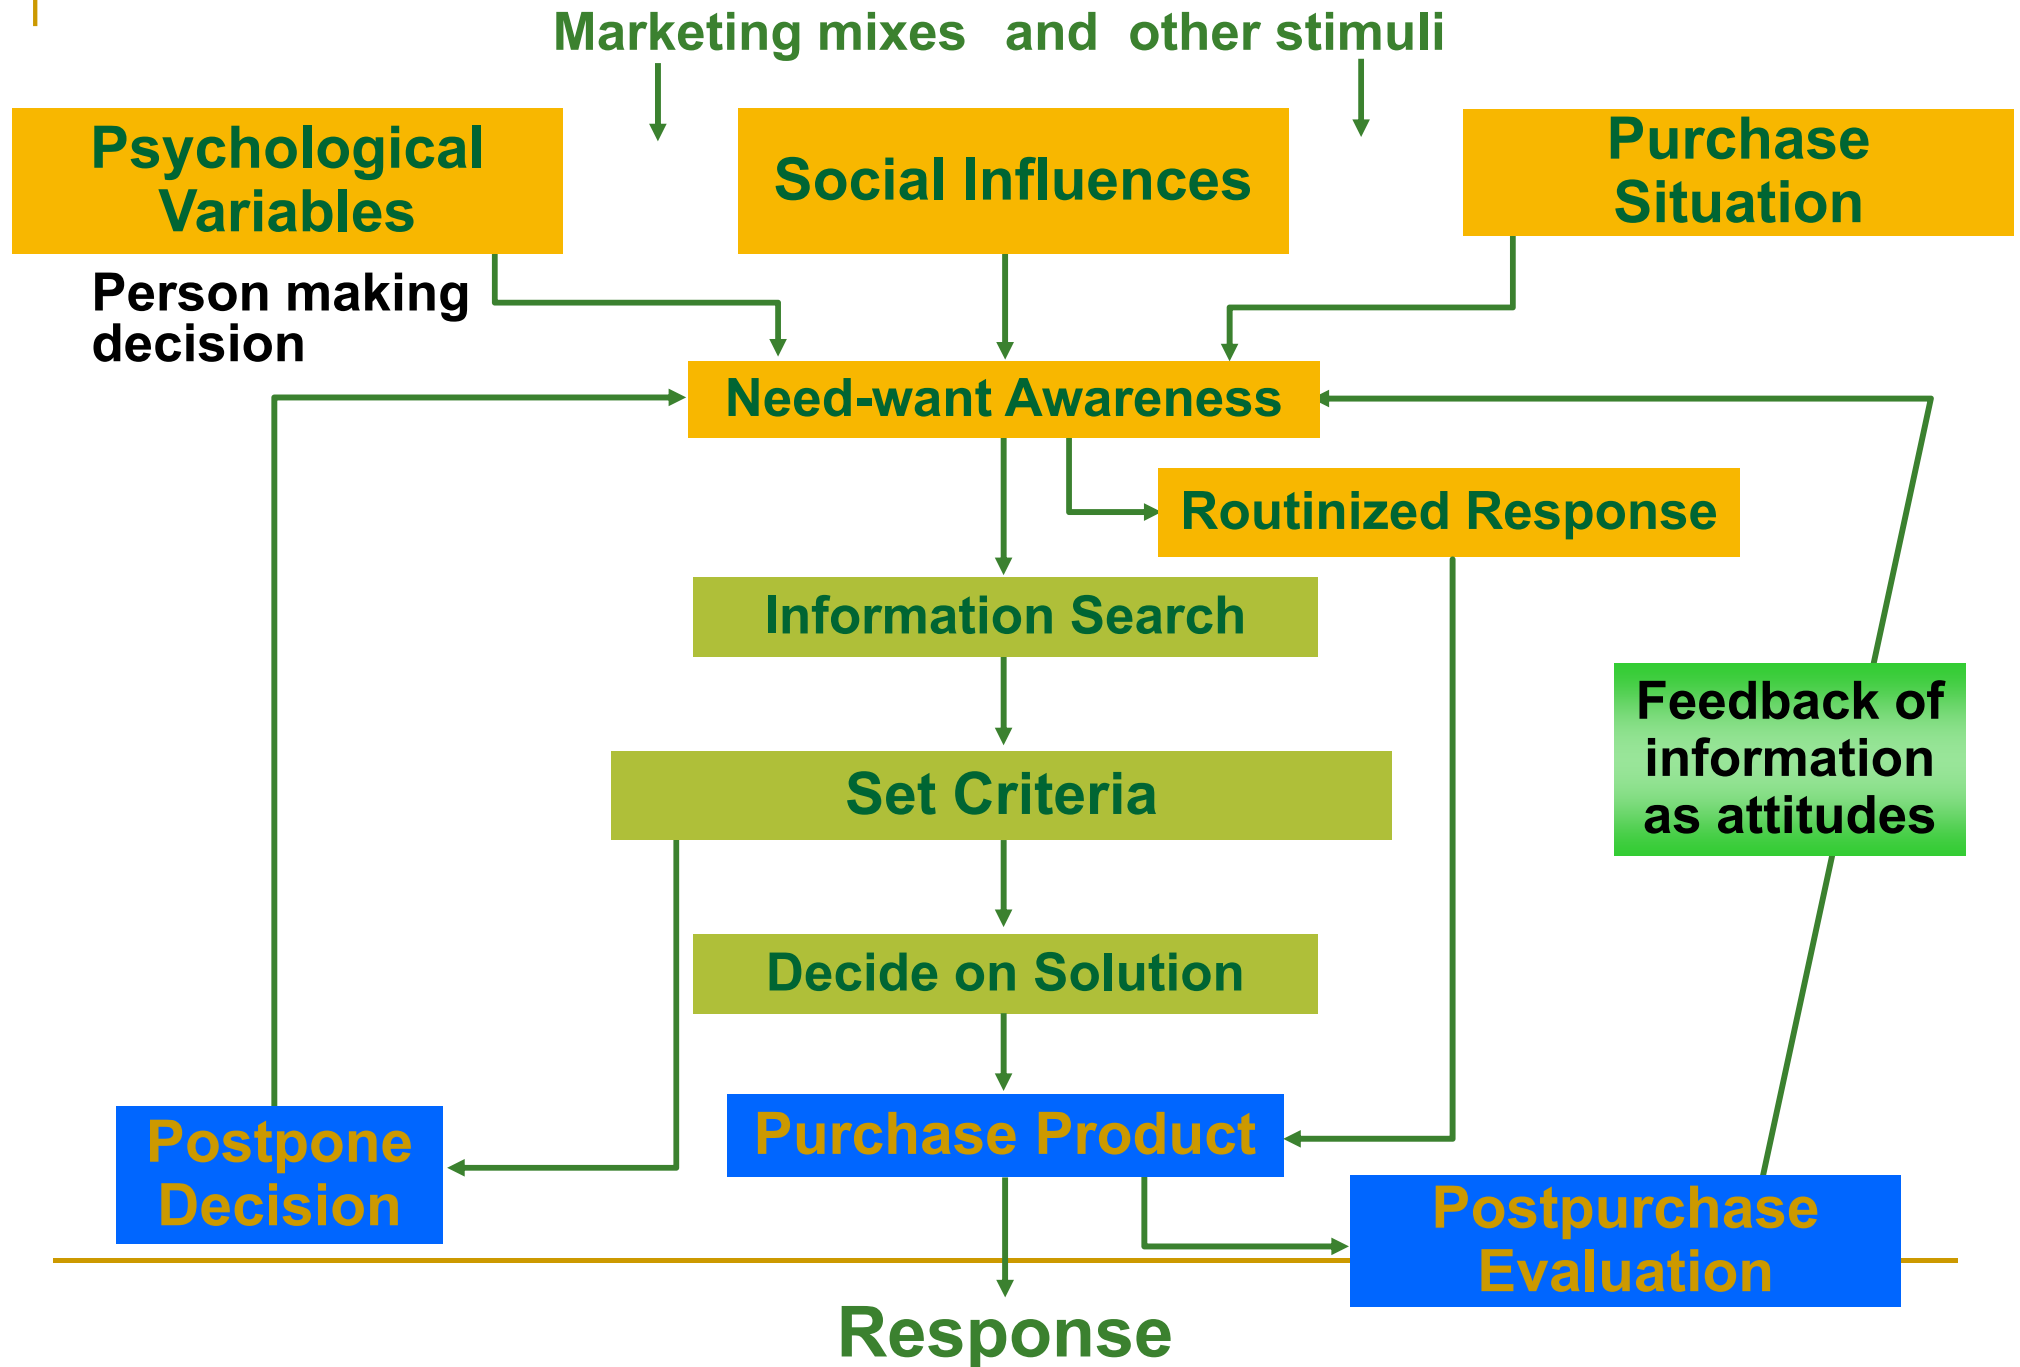 Marketing mixes and other stimuli
Psychological
Variables
Social Influences
Purchase
Situation
Person making
decision
Need-want Awareness
Routinized Response
Information Search
Feedback of
information
as attitudes
Set Criteria
Decide on Solution
Postpone
Decision
Purchase Product
Postpurchase
Evaluation
Response